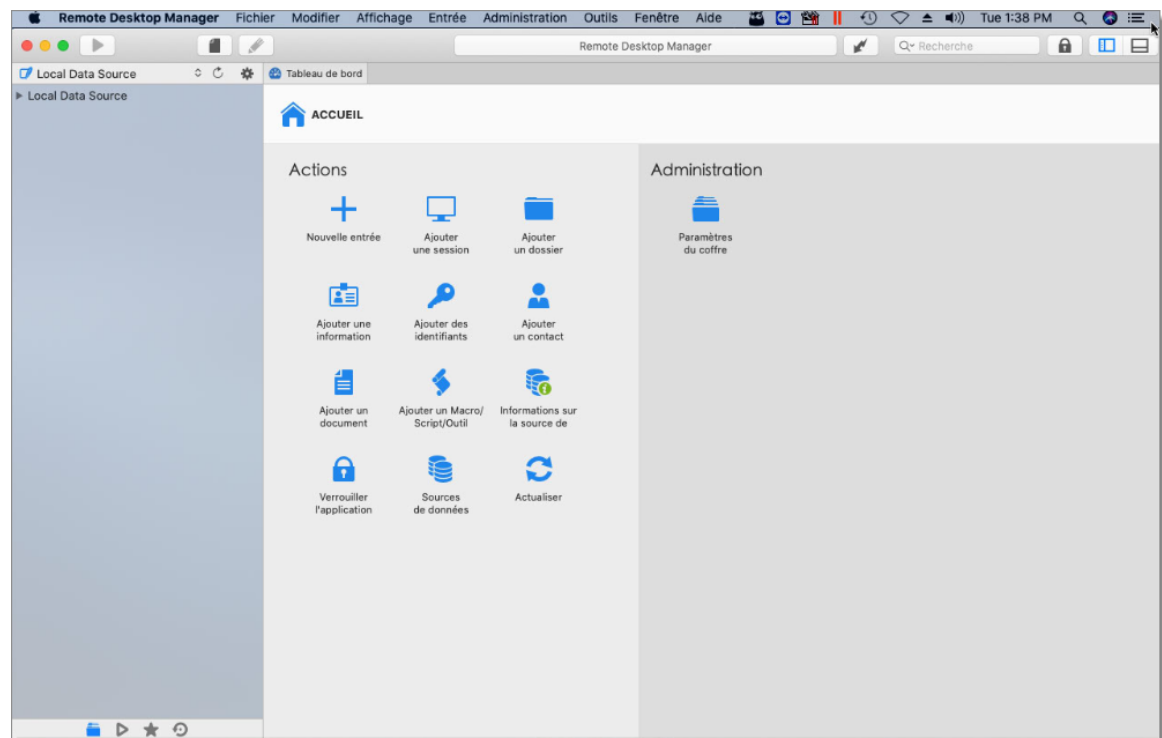 Remote Desktop Manager Fichier Modifier Affichage Entrée Administration Outils Fenêtre Aide Tue 1:38 PM
Remote Desktop Manager
Recherche
Local Data Source
Tableau de bord
Local Data Source
ACCUEIL
Actions
Administration
Nouvelle entrée
Ajouter
une session
Ajouter
un dossier
Paramètres
du coffre
Ajouter une
information
Ajouter des
identifiants
Ajouter
un contact
Ajouter un
document
Ajouter un Macro/
Script/Outil
Informations sur
la source de
Verrouiller
l'application
Sources
de données
Actualiser